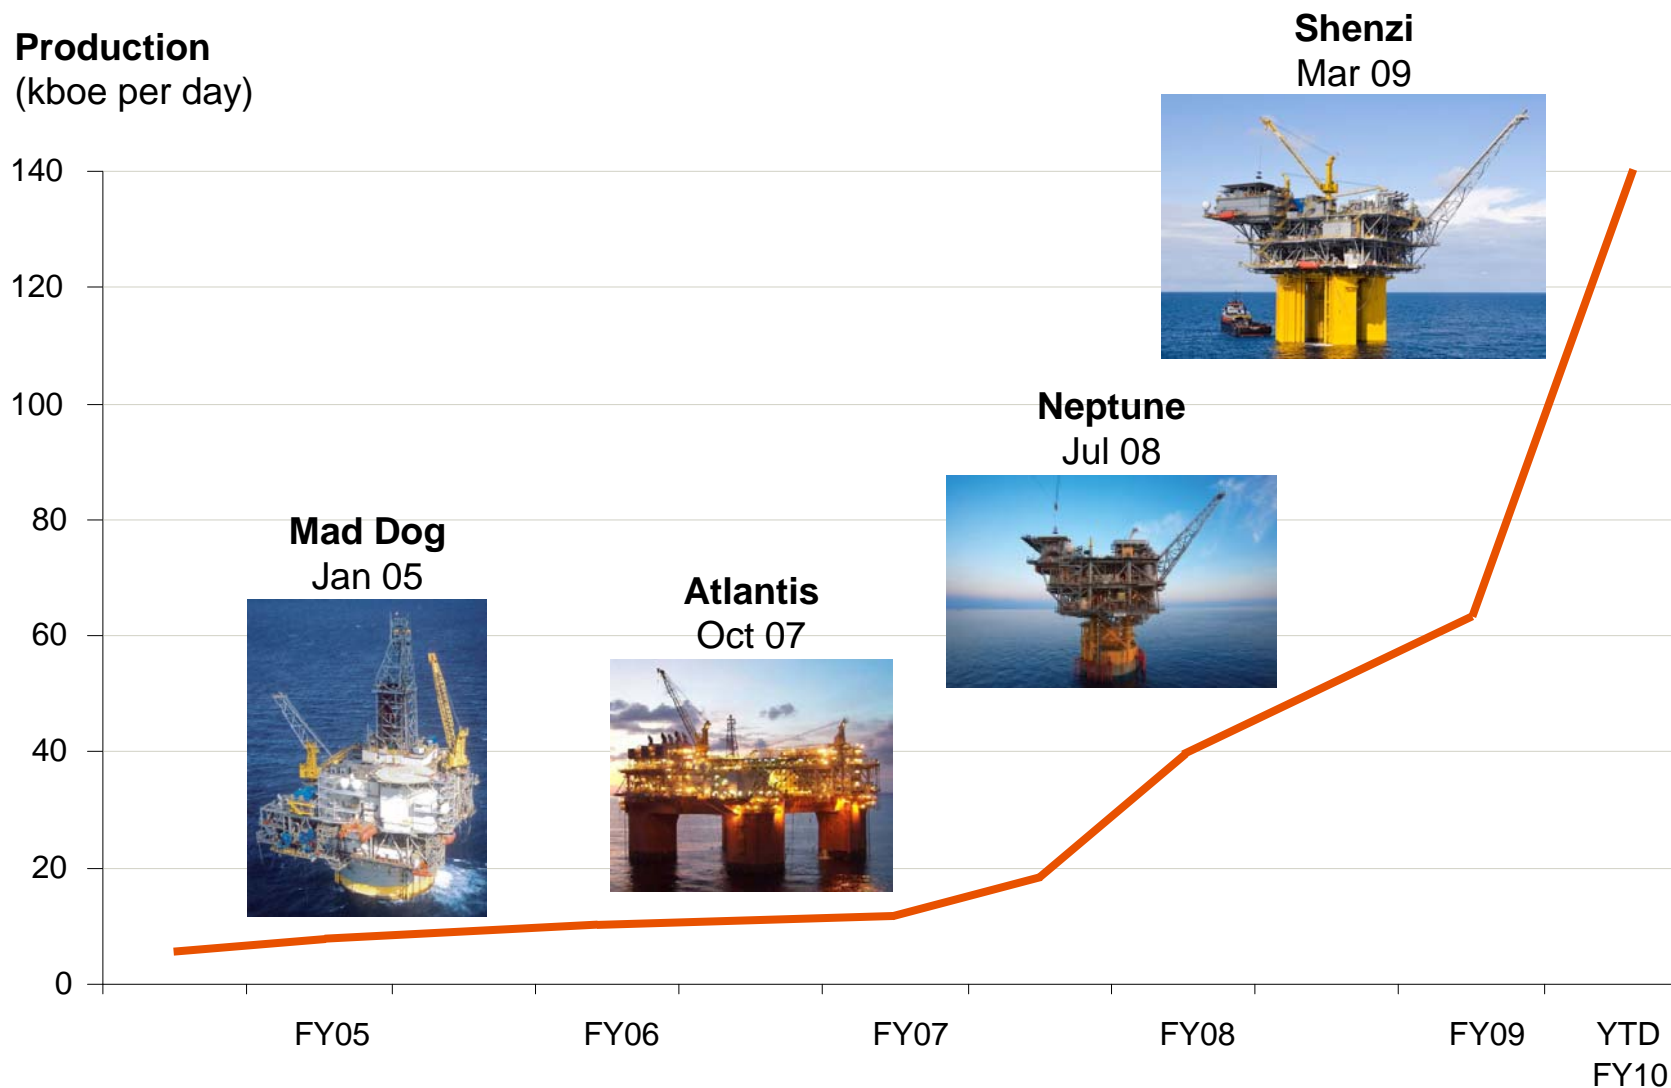 Production
(kboe per day)
Shenzi
Mar 09
140
120
100
Neptune
Jul 08
80
Mad Dog
Jan 05
Atlantis
Oct 07
60
40
20
0
FY05
FY06
FY07
FY08
FY09
YTD
FY10